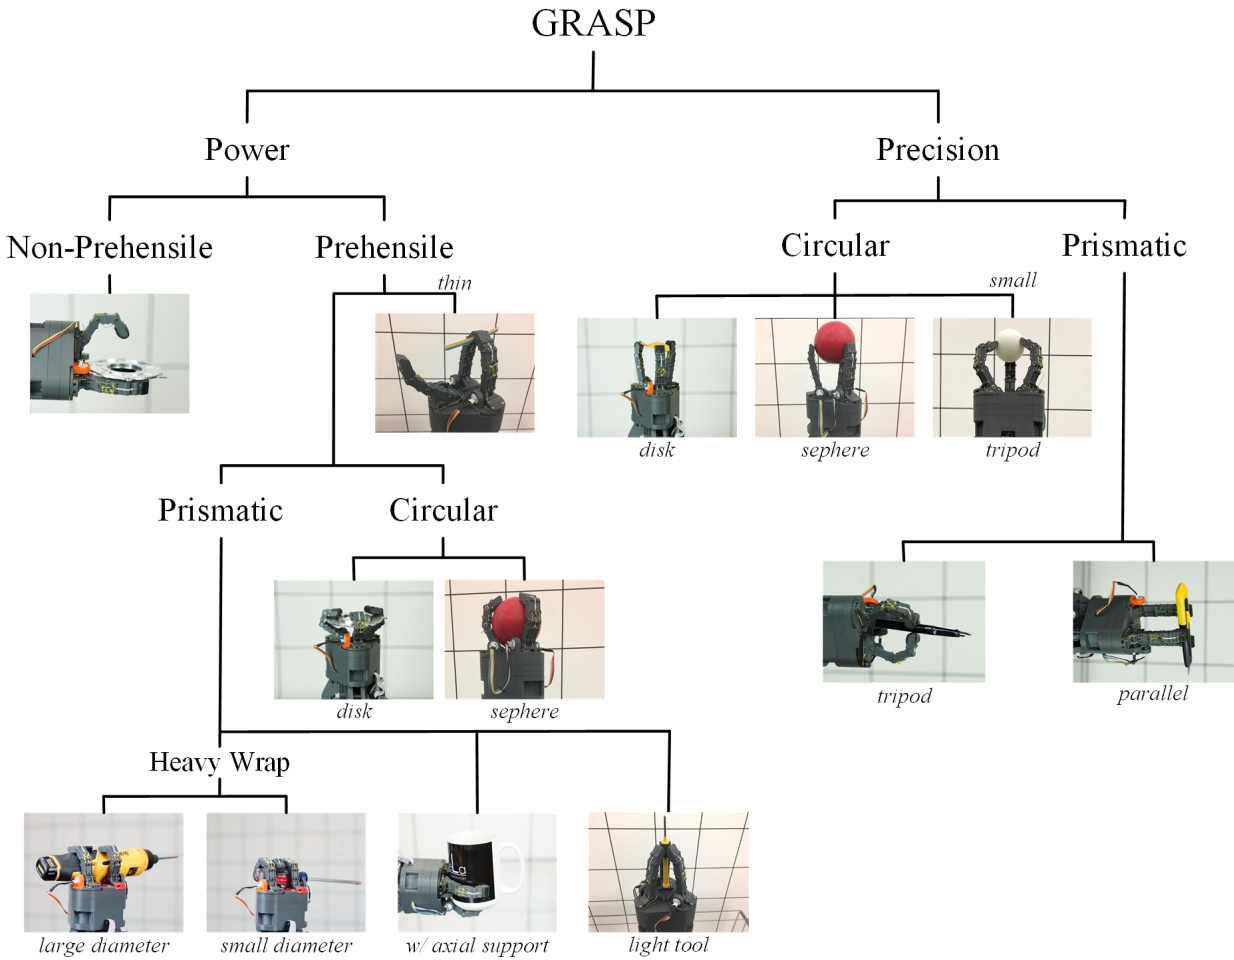 GRASP
Power
Precision
Non-Prehensile
Prehensile
Circular
Prismatic
thin
small
disk
sephere
tripod
Prismatic
Circular
tripod
parallel
disk
sephere
Heavy Wrap
La
large diameter
small diameter
w/ axial support
light tool